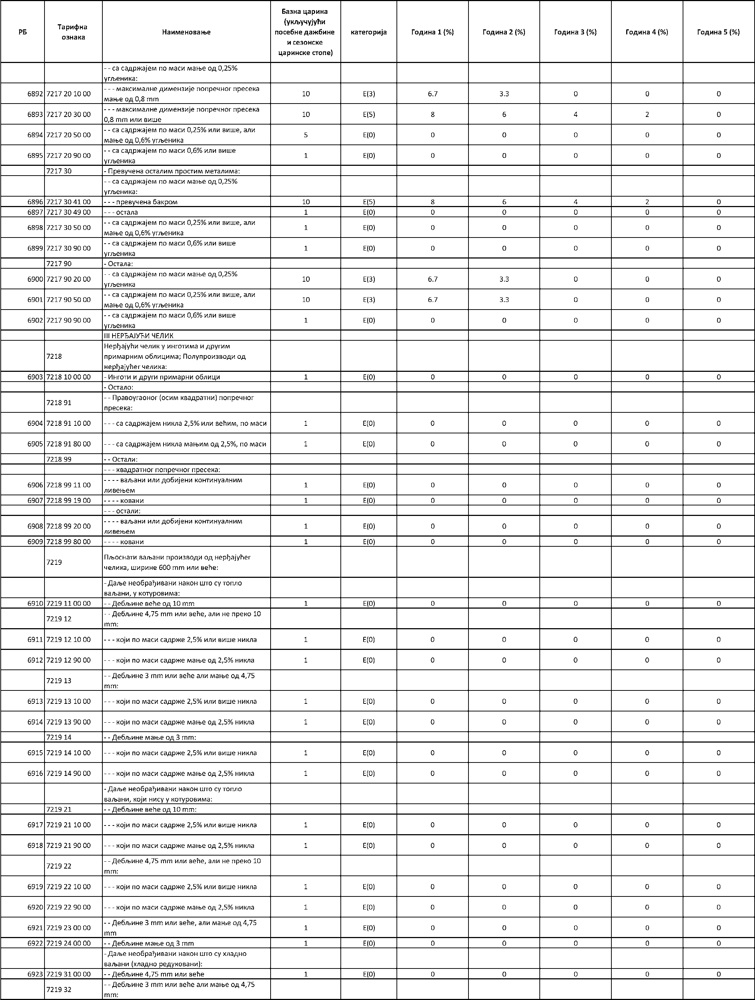 РБ Тарифна ознака Наименовање Базна царина (укључујући посебне дажбине и сезонске царинске стопе) категорија Година 1 (%) Година 2 (%) Година 3 (%) Година 4 (%) Година 5 (%)
- - са садржајем по маси мање од 0,25%
угљеника:
6892 7217 20 10 00 - - - максималне димензије попречног пресека мање од 0,8 mm 10 E(3) 6.7 3.3 0 0 0
6893 7217 20 30 00 - - - максималне димензије попречног пресека 0,8 mm или више 10 E(5) 8 6 4 2 0
6894 7217 20 50 00 - - са садржајем по маси 0,25% или више, али мање од 0,6% угљеника 5 E(0) 0 0 0 0 0
6895 7217 20 90 00 - - са садржајем по маси 0,6% или више угљеника 1 E(0) 0 0 0 0 0
7217 30 - Превучена осталим простим металима:
- - са садржајем по маси мање од 0,25%
угљеника:
6896 7217 30 41 00 - - - превучена бакром 10 E(5) 8 6 4 2 0
6897 7217 30 49 00 - - - остала 1 E(0) 0 0 0 0 0
6898 7217 30 50 00 - - са садржајем по маси 0,25% или више, али мање од 0,6% угљеника 1 E(0) 0 0 0 0 0
6899 7217 30 90 00 - - са садржајем по маси 0,6% или више угљеника 1 E(0) 0 0 0 0 0
7217 90 - Остала:
6900 7217 90 20 00 - - са садржајем по маси мање од 0,25% угљеника 10 E(3) 6.7 3.3 0 0 0
6901 7217 90 50 00 - - са садржајем по маси 0,25% или више, али мање од 0,6% угљеника 10 E(3) 6.7 3.3 0 0 0
6902 7217 90 90 00 - - са садржајем по маси 0,6% или више угљеника 1 E(0) 0 0 0 0 0
III НЕРЂАЈУЋИ ЧЕЛИК
7218 Нерђајући челик у инготима и другим примарним облицима; Полупроизводи од нерђајућег челика:
6903 7218 10 00 00 - Инготи и други примарни облици 1 E(0) 0 0 0 0 0
- Остало:
7218 91 - - Правоугаоног (осим квадратни) попречног пресека:
6904 7218 91 10 00 - - - са садржајем никла 2,5% или већим, по маси 1 E(0) 0 0 0 0 0
6905 7218 91 80 00 - - - са садржајем никла мањим од 2,5%, по маси 1 E(0) 0 0 0 0 0
7218 99 - - Остали:
- - - квадратног попречног пресека:
6906 7218 99 11 00 - - - - ваљани или добијени континуалним ливењем 1 E(0) 0 0 0 0 0
6907 7218 99 19 00 - - - - ковани 1 E(0) 0 0 0 0 0
- - - остали:
6908 7218 99 20 00 - - - - ваљани или добијени континуалним ливењем 1 E(0) 0 0 0 0 0
6909 7218 99 80 00 - - - - ковани 1 E(0) 0 0 0 0 0
7219 Пљоснати ваљани производи од нерђајућег челика, ширине 600 mm или веће:
- Даље необрађивани након што су топло
ваљани, у котуровима:
6910 7219 11 00 00 - - Дебљине веће од 10 mm 1 E(0) 0 0 0 0 0
7219 12 - - Дебљине 4,75 mm или веће, али не преко 10 mm:
6911 7219 12 10 00 - - - који по маси садрже 2,5% или више никла 1 E(0) 0 0 0 0 0
6912 7219 12 90 00 - - - који по маси садрже мање од 2,5% никла 1 E(0) 0 0 0 0 0
7219 13 - - Дебљине 3 mm или веће али мање од 4,75 mm:
6913 7219 13 10 00 - - - који по маси садрже 2,5% или више никла 1 E(0) 0 0 0 0 0
6914 7219 13 90 00 - - - који по маси садрже мање од 2,5% никла 1 E(0) 0 0 0 0 0
7219 14 - - Дебљине мање од 3 mm:
6915 7219 14 10 00 - - - који по маси садрже 2,5% или више никла 1 E(0) 0 0 0 0 0
6916 7219 14 90 00 - - - који по маси садрже мање од 2,5% никла 1 E(0) 0 0 0 0 0
- Даље необрађивани након што су топло
ваљани, који нису у котуровима:
7219 21 - - Дебљине веће од 10 mm:
6917 7219 21 10 00 - - - који по маси садрже 2,5% или више никла 1 E(0) 0 0 0 0 0
6918 7219 21 90 00 - - - који по маси садрже мање од 2,5% никла 1 E(0) 0 0 0 0 0
7219 22 - - Дебљине 4,75 mm или веће, али не преко 10 mm:
6919 7219 22 10 00 - - - који по маси садрже 2,5% или више никла 1 E(0) 0 0 0 0 0
6920 7219 22 90 00 - - - који по маси садрже мање од 2,5% никла 1 E(0) 0 0 0 0 0
6921 7219 23 00 00 - - Дебљине 3 mm или веће, али мање од 4,75 mm 1 E(0) 0 0 0 0 0
6922 7219 24 00 00 - - Дебљине мање од 3 mm 1 E(0) 0 0 0 0 0
- Даље необрађивани након што су хладно
ваљани (хладно редуковани):
6923 7219 31 00 00 - - Дебљине 4,75 mm или веће 1 E(0) 0 0 0 0 0
7219 32 - - Дебљине 3 mm или веће али мање од 4,75 mm: